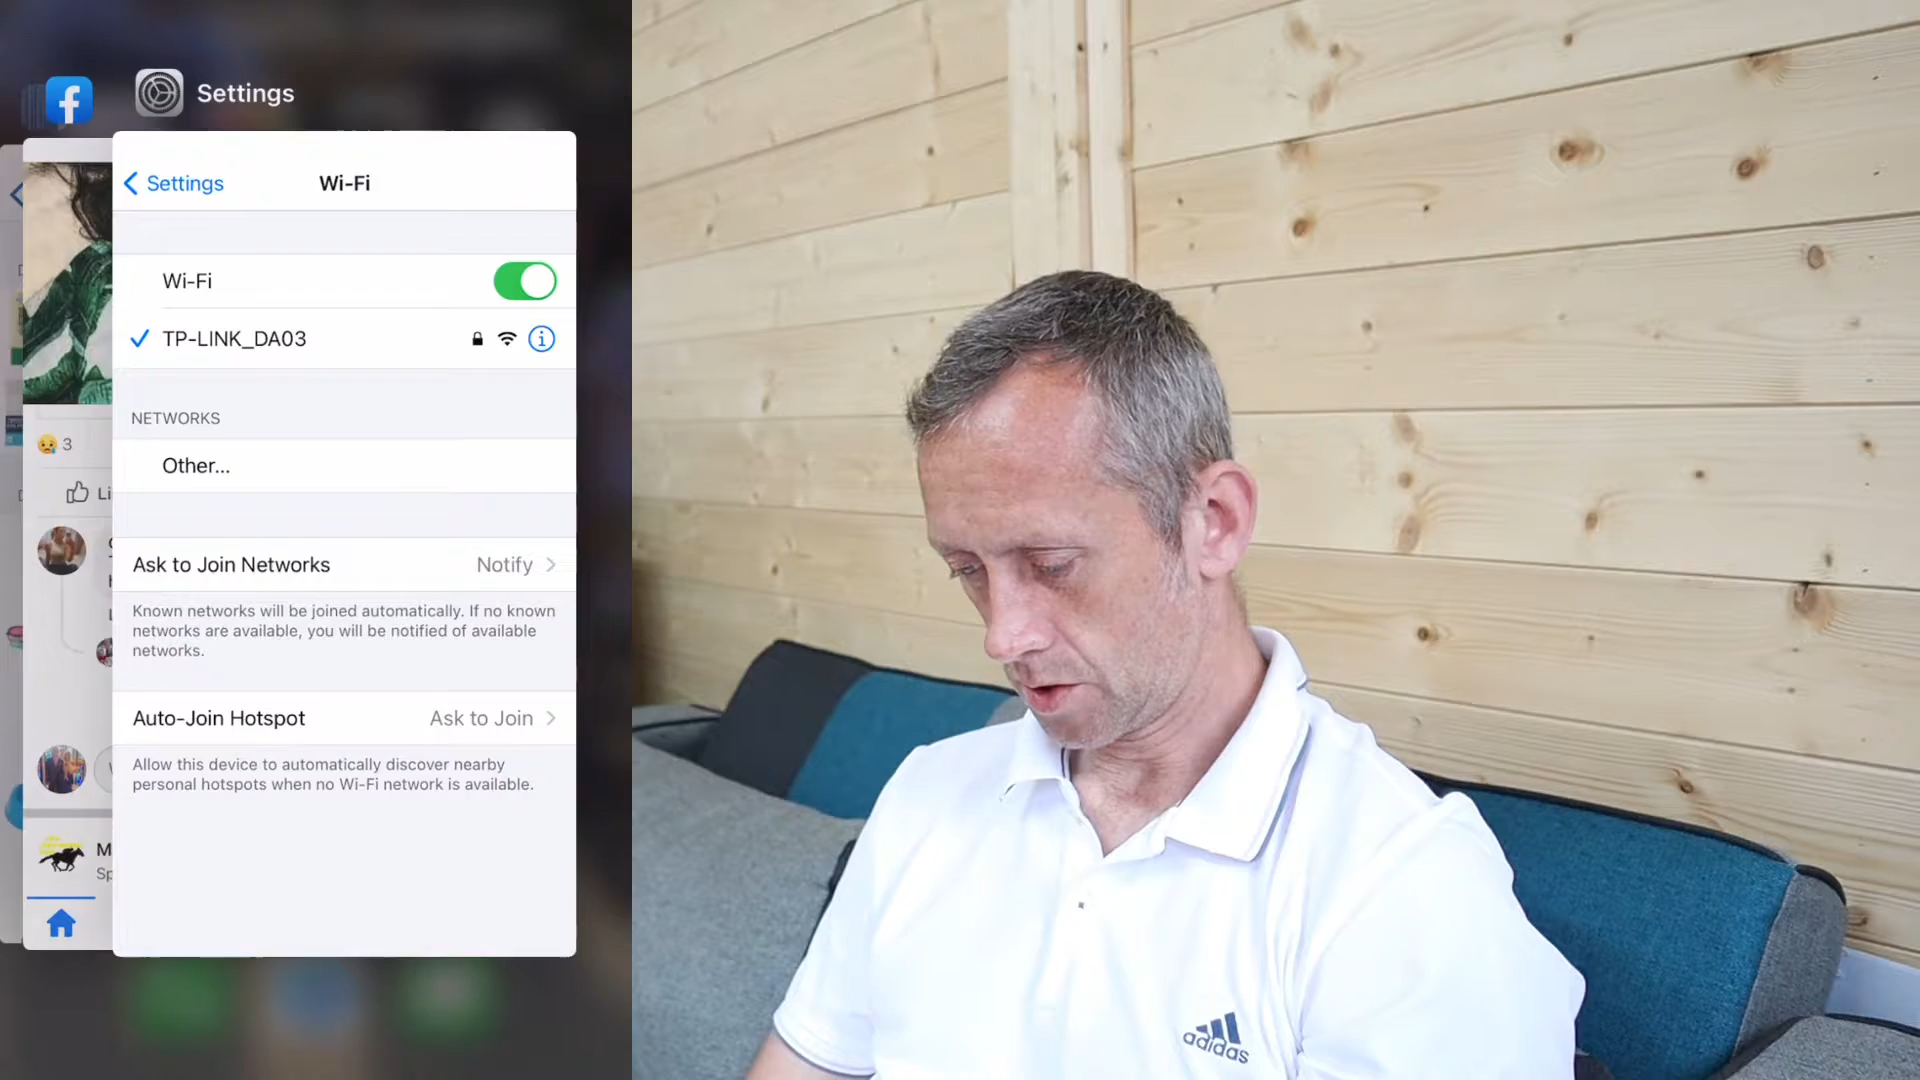 Settings
Settings
Wi-Fi
Wi-Fi
TP-LINK_DA03
NETWORKS
Other...
Ask to Join Networks Notify
Known networks will be joined automatically. If no known
networks are available, you will be notified of available
networks.
Auto-Join Hotspot Ask to Join
Allow this device to automatically discover nearby
personal hotspots when no Wi-Fi network is available.
3
Li
M
Sp
adidas